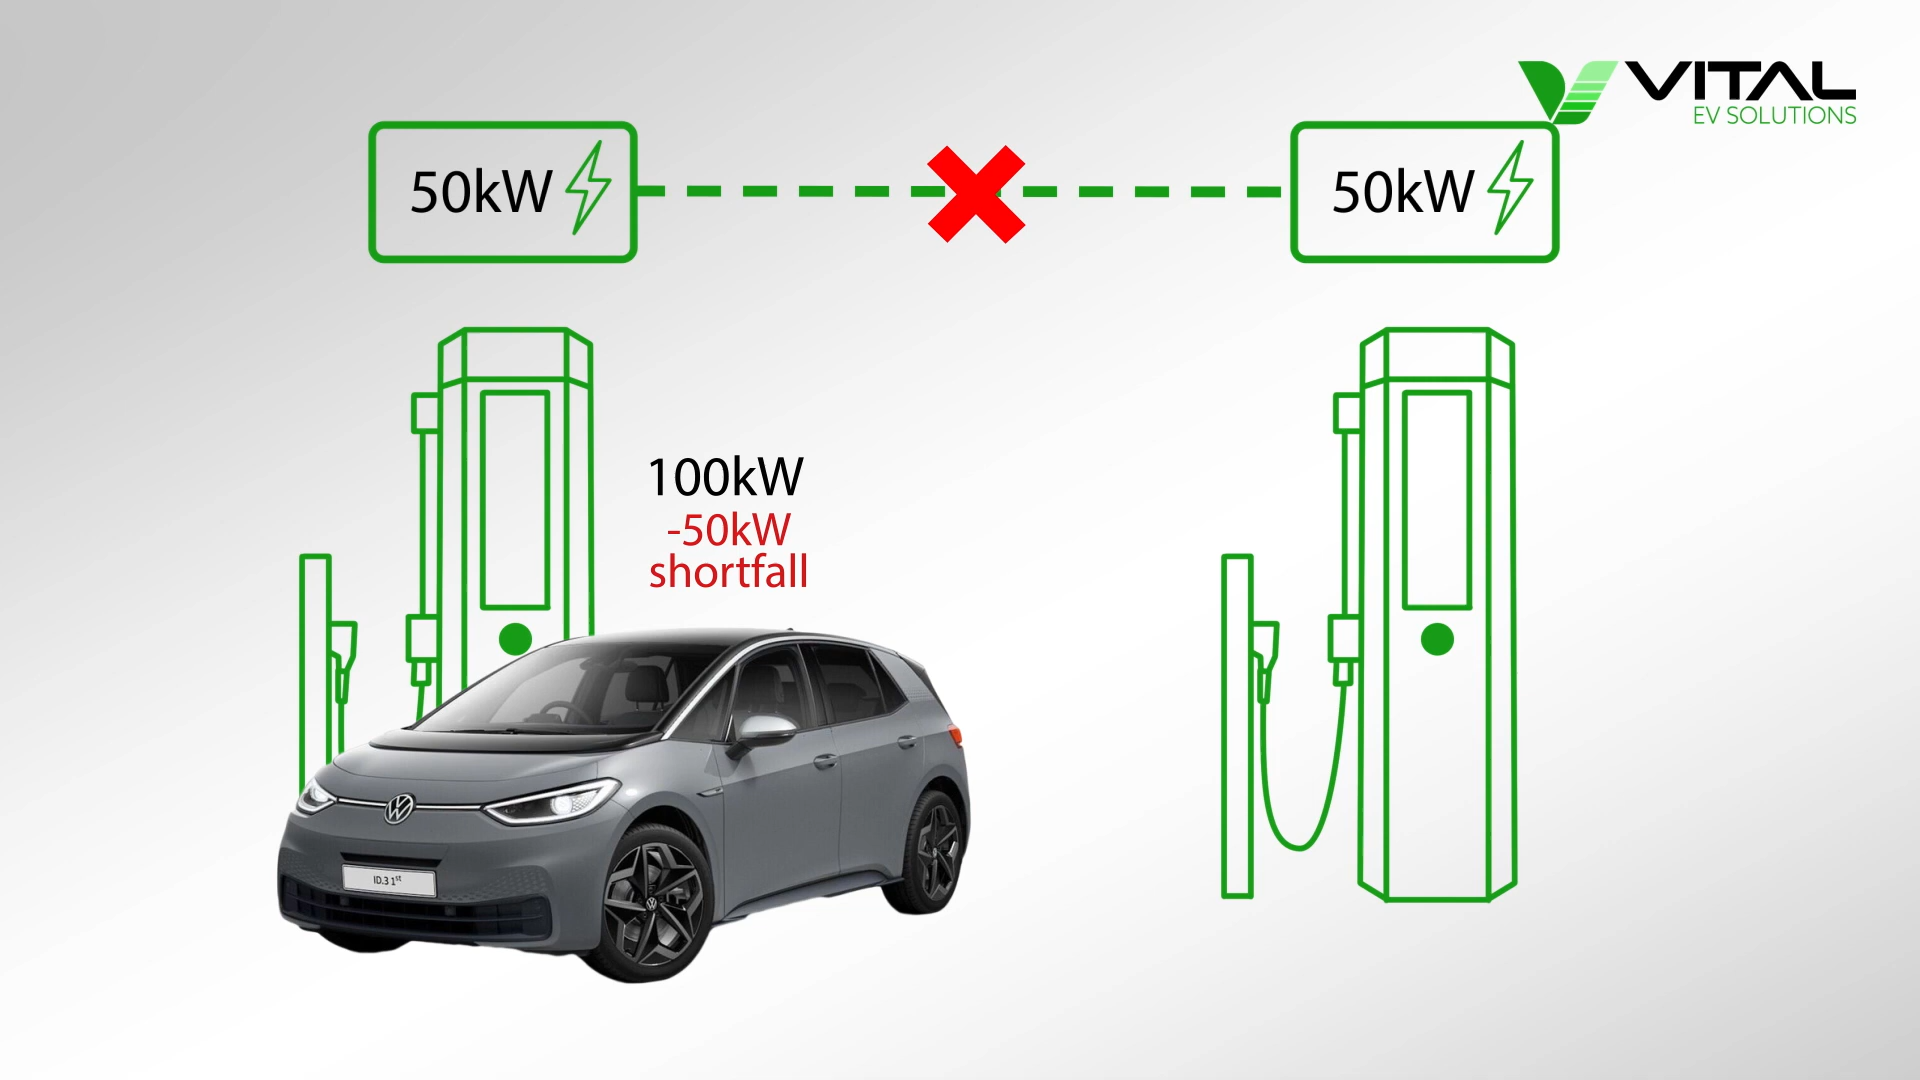 VITAL
EV SOLUTIONS
50kW
50kW
100kW
-50kW
shortfall
ID.3 1st